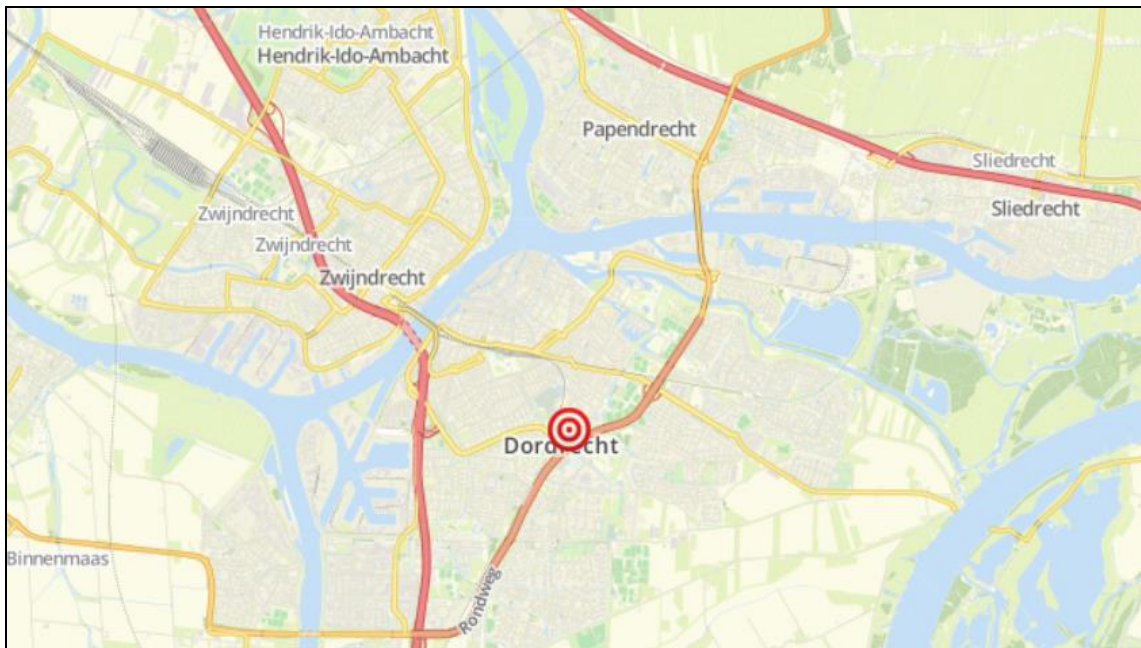 Hendrik-Ido-Ambacht
Hendrik-Ido-Ambacht
Papendrecht
Sliedrecht
Sliedrecht
Zwijndrecht
Zwijndrecht
Zwijndrecht
Dordrecht
Binnenmaas
Rondweg